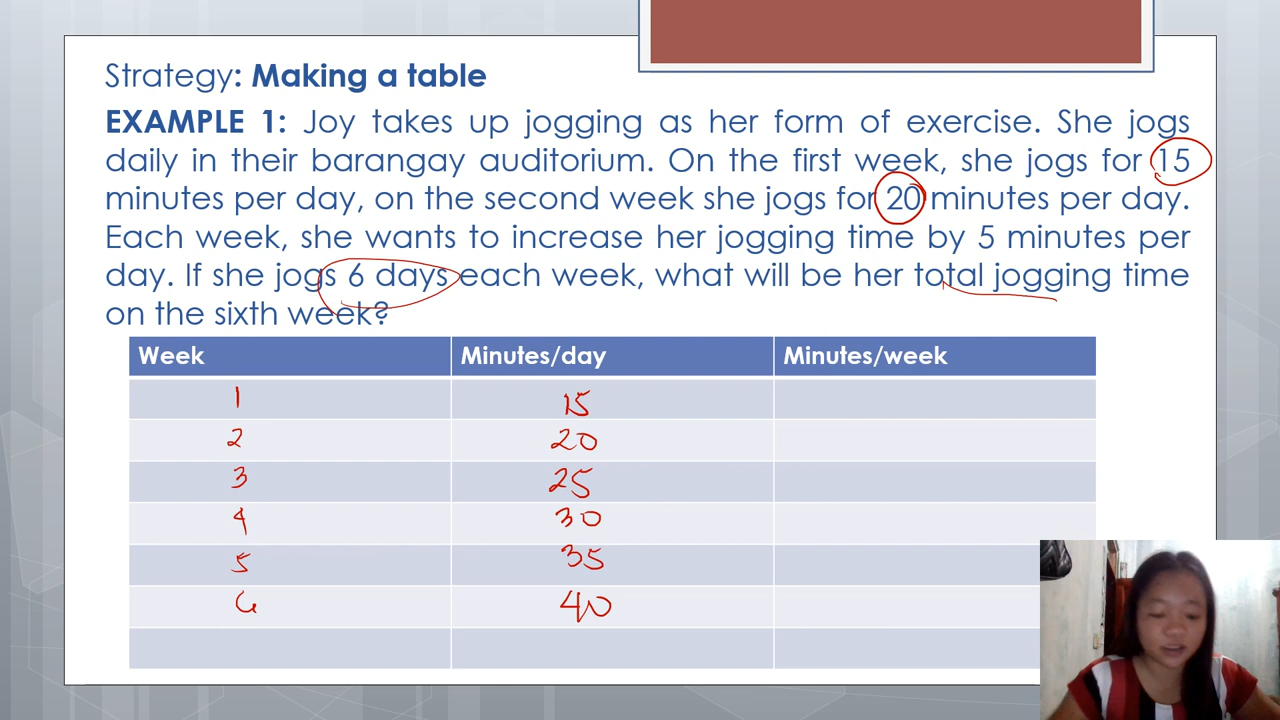 Strategy: Making a table
EXAMPLE 1: Joy takes up jogging as her form of exercise. She jogs
daily in their barangay auditorium. On the first week, she jogs for 15
minutes per day, on the second week she jogs for 20 minutes per day.
Each week, she wants to increase her jogging time by 5 minutes per
day. If she jogs 6 days each week, what will be her total jogging time
on the sixth week?
Week Minutes/day Minutes/week
1 15
2 20
3 25
4 30
5 35
6 40